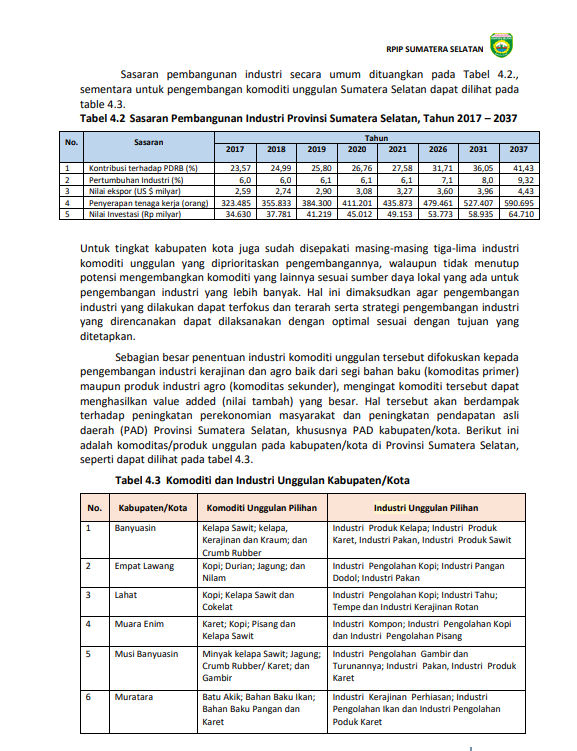 RPIP SUMATERA SELATAN
Sasaran pembangunan industri secara umum dituangkan pada Tabel 4.2.,
sementara untuk pengembangan komoditi unggulan Sumatera Selatan dapat dilihat pada
table 4.3.
Tabel 4.2 Sasaran Pembangunan Industri Provinsi Sumatera Selatan, Tahun 2017 – 2037
No. Sasaran Tahun
2017 2018 2019 2020 2021 2026 2031 2037
1 Kontribusi terhadap PDRB (%) 23,57 24,99 25,80 26,76 27,58 31,71 36,05 41,43
2 Pertumbuhan Industri (%) 6,0 6,0 6,1 6,1 6,1 7,1 8,0 9,32
3 Nilai ekspor (US $ milyar) 2,59 2,74 2,90 3,08 3,27 3,60 3,96 4,43
4 Penyerapan tenaga kerja (orang) 323.485 355.833 384.300 411.201 435.873 479.461 527.407 590.695
5 Nilai Investasi (Rp milyar) 34.630 37.781 41.219 45.012 49.153 53.773 58.935 64.710
Untuk tingkat kabupaten kota juga sudah disepakati masing-masing tiga-lima industri
komoditi unggulan yang diprioritaskan pengembangannya, walaupun tidak menutup
potensi mengembangkan komoditi yang lainnya sesuai sumber daya lokal yang ada untuk
pengembangan industri yang lebih banyak. Hal ini dimaksudkan agar pengembangan
industri yang dilakukan dapat terfokus dan terarah serta strategi pengembangan industri
yang direncanakan dapat dilaksanakan dengan optimal sesuai dengan tujuan yang
ditetapkan.
Sebagian besar penentuan industri komoditi unggulan tersebut difokuskan kepada
pengembangan industri kerajinan dan agro baik dari segi bahan baku (komoditas primer)
maupun produk industri agro (komoditas sekunder), mengingat komoditi tersebut dapat
menghasilkan value added (nilai tambah) yang besar. Hal tersebut akan berdampak
terhadap peningkatan perekonomian masyarakat dan peningkatan pendapatan asli
daerah (PAD) Provinsi Sumatera Selatan, khususnya PAD kabupaten/kota. Berikut ini
adalah komoditas/produk unggulan pada kabupaten/kota di Provinsi Sumatera Selatan,
seperti dapat dilihat pada tabel 4.3.
Tabel 4.3 Komoditi dan Industri Unggulan Kabupaten/Kota
No. Kabupaten/Kota Komoditi Unggulan Pilihan Industri Unggulan Pilihan
1 Banyuasin Kelapa Sawit; kelapa, Industri Produk Kelapa; Industri Produk
Kerajinan dan Kraum; dan Karet, Industri Pakan, Industri Produk Sawit
Crumb Rubber
2 Empat Lawang Kopi; Durian; Jagung; dan Industri Pengolahan Kopi; Industri Pangan
Nilam Dodol; Industri Pakan
3 Lahat Kopi; Kelapa Sawit dan Industri Pengolahan Kopi; Industri Tahu;
Cokelat Tempe dan Industri Kerajinan Rotan
4 Muara Enim Karet; Kopi; Pisang dan Industri Kompon; Industri Pengolahan Kopi
Kelapa Sawit dan Industri Pengolahan Pisang
5 Musi Banyuasin Minyak kelapa Sawit; Jagung; Industri Pengolahan Gambir dan
Crumb Rubber/ Karet; dan Turunannya; Industri Pakan, Industri Produk
Gambir Karet
6 Muratara Batu Akik; Bahan Baku Ikan; Industri Kerajinan Perhiasan; Industri
Bahan Baku Pangan dan Pengolahan Ikan dan Industri Pengolahan
Karet Poduk Karet